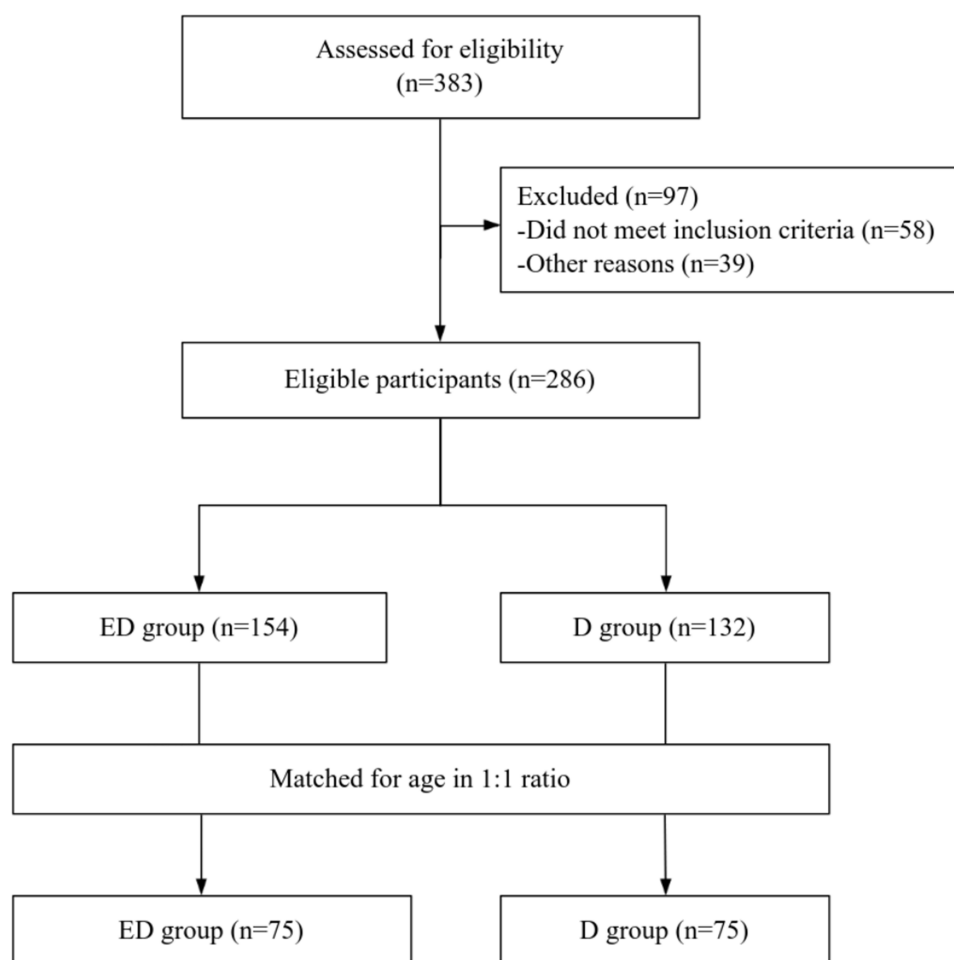 Assessed for eligibility
(n=383)
Excluded (n=97)
-Did not meet inclusion criteria (n=58)
-Other reasons (n=39)
Eligible participants (n=286)
ED group (n=154)
D group (n=132)
Matched for age in 1:1 ratio
ED group (n=75)
D group (n=75)